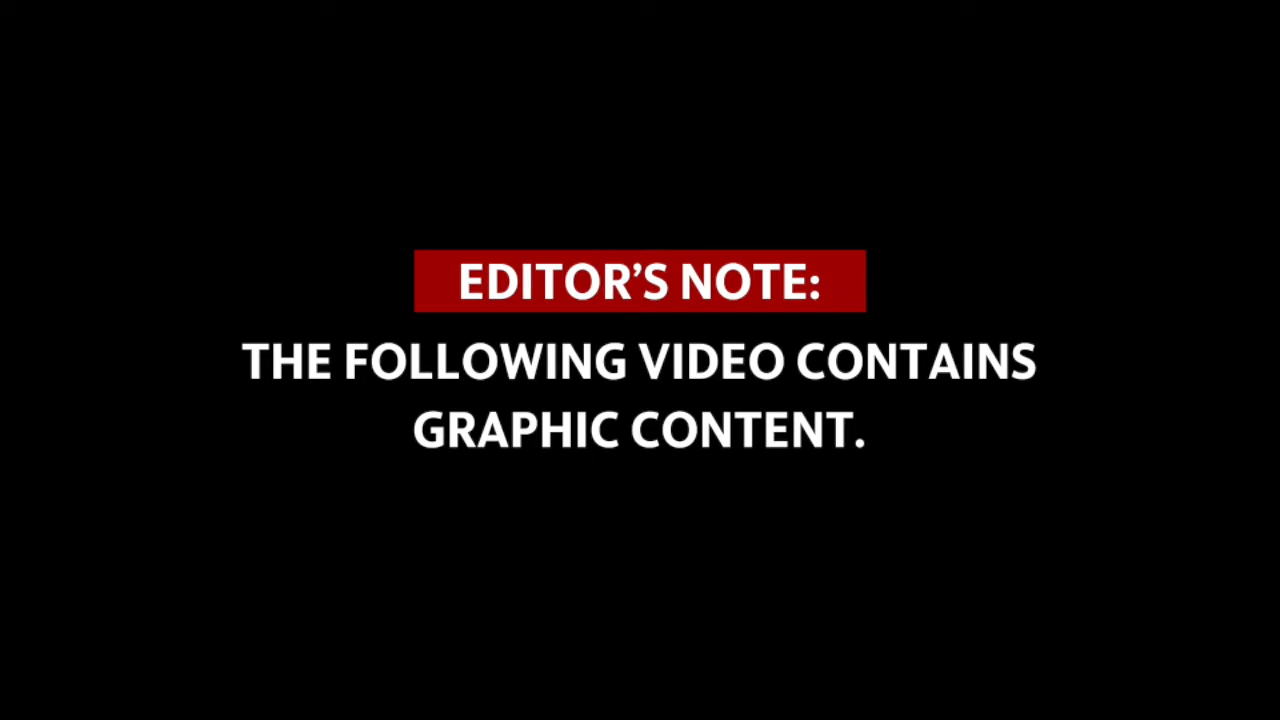 EDITOR’S NOTE:
THE FOLLOWING VIDEO CONTAINS
GRAPHIC CONTENT.